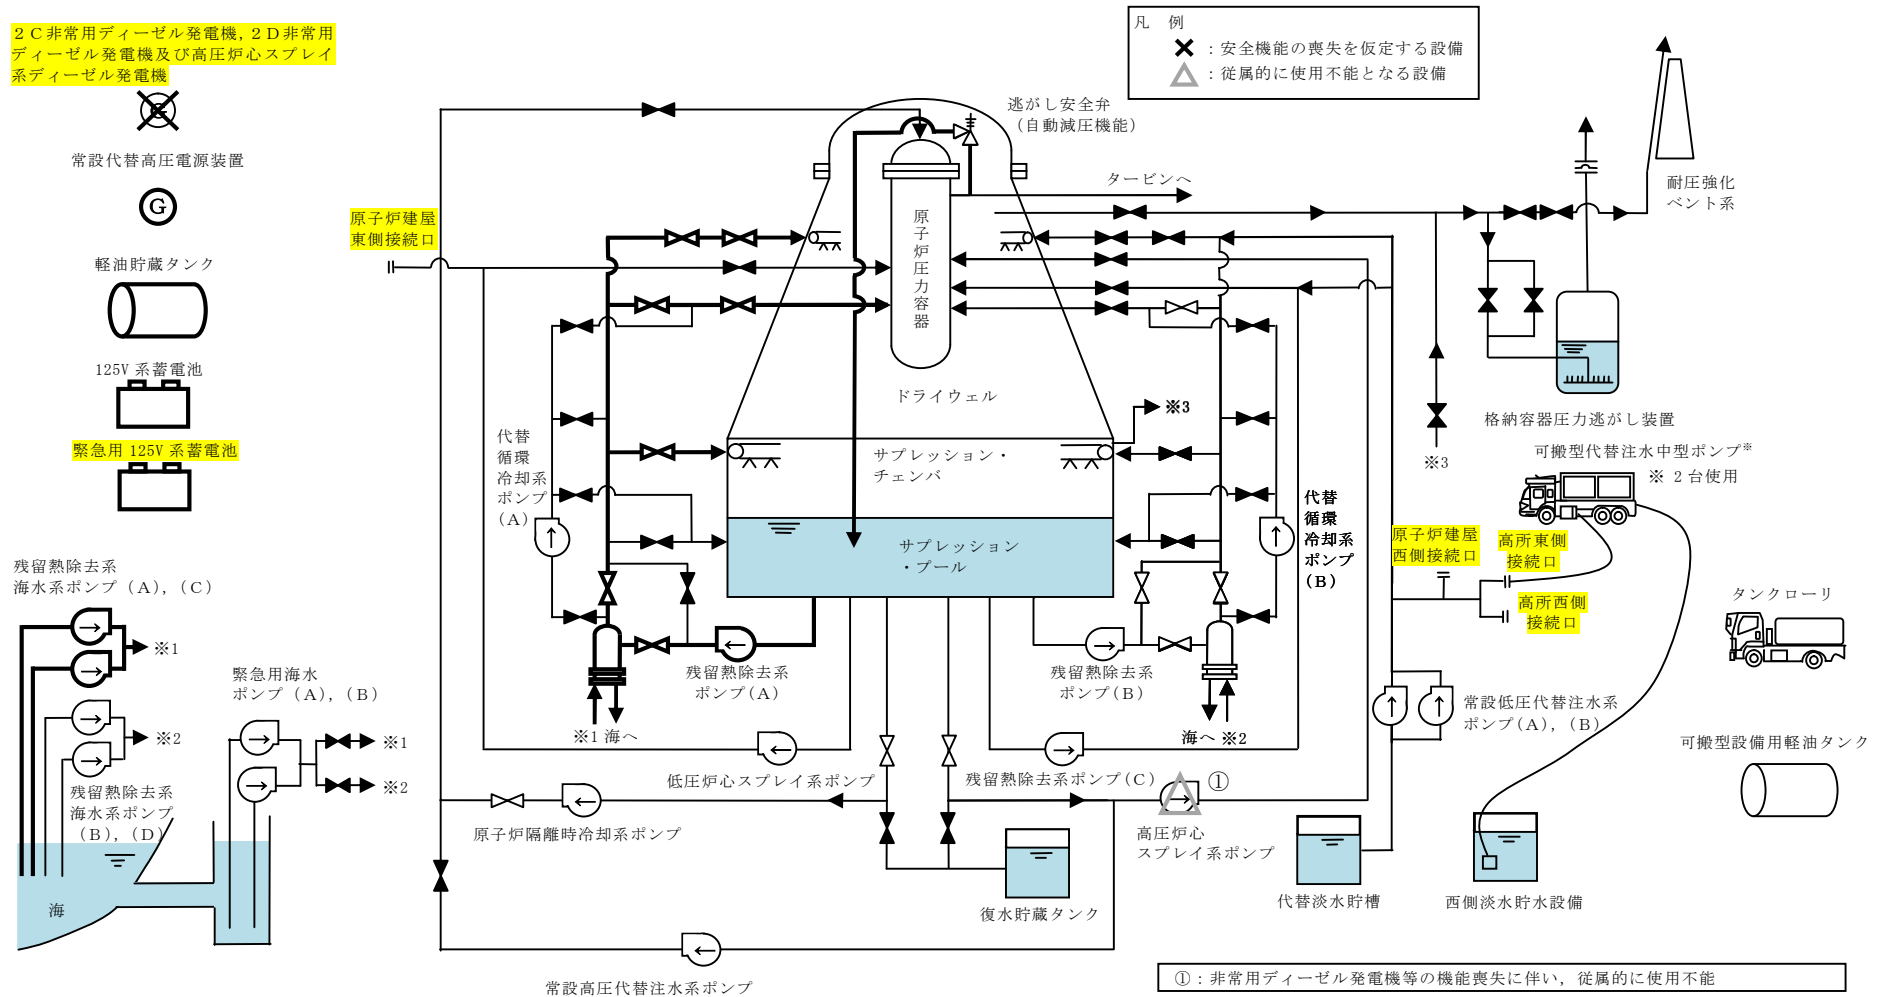 ２Ｃ非常用ディーゼル発電機,２Ｄ非常用
ディーゼル発電機及び高圧炉心スプレイ
系ディーゼル発電機
G
常設代替高圧電源装置
G
軽油貯蔵タンク
125V 系蓄電池
緊急用 125V 系蓄電池
凡　例
：安全機能の喪失を仮定する設備
：従属的に使用不能となる設備
逃がし安全弁
（自動減圧機能）
タービンへ
耐圧強化
ベント系
原子炉建屋
東側接続口
原子炉圧力容器
ドライウェル
※3
※3
格納容器圧力逃がし装置
可搬型代替注水中型ポンプ※
※ 2 台使用
代替
循環
冷却系
ポンプ
（A）
サプレッション・
チェンバ
サプレッション
・プール
代替
循環
冷却系
ポンプ
（B）
原子炉建屋
西側接続口
高所東側
接続口
高所西側
接続口
タンクローリ
残留熱除去系
海水系ポンプ（A），（C）
※1
※2
残留熱除去系
海水系ポンプ
（B），（D）
緊急用海水
ポンプ（A），（B）
※1
※2
海
残留熱除去系
ポンプ(A)
※1 海へ
残留熱除去系
ポンプ(B)
海へ ※2
常設低圧代替注水系
ポンプ(A)，(B)
可搬型設備用軽油タンク
低圧炉心スプレイ系ポンプ
残留熱除去系ポンプ(C)
①
原子炉隔離時冷却系ポンプ
高圧炉心
スプレイ系ポンプ
復水貯蔵タンク
代替淡水貯槽
西側淡水貯水設備
常設高圧代替注水系ポンプ
①：非常用ディーゼル発電機等の機能喪失に伴い，従属的に使用不能